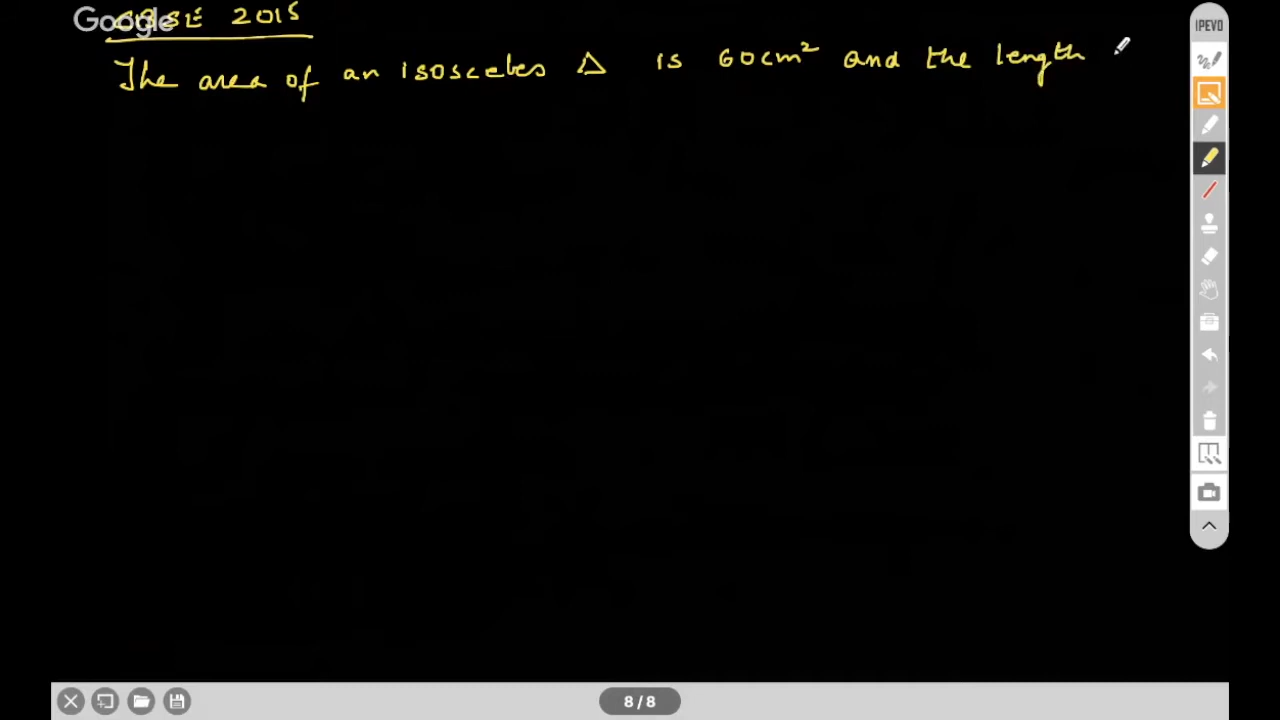 CBSE 2015
Google
The area of an isosceles Δ is 60cm² and the length
IPEVO
8/8